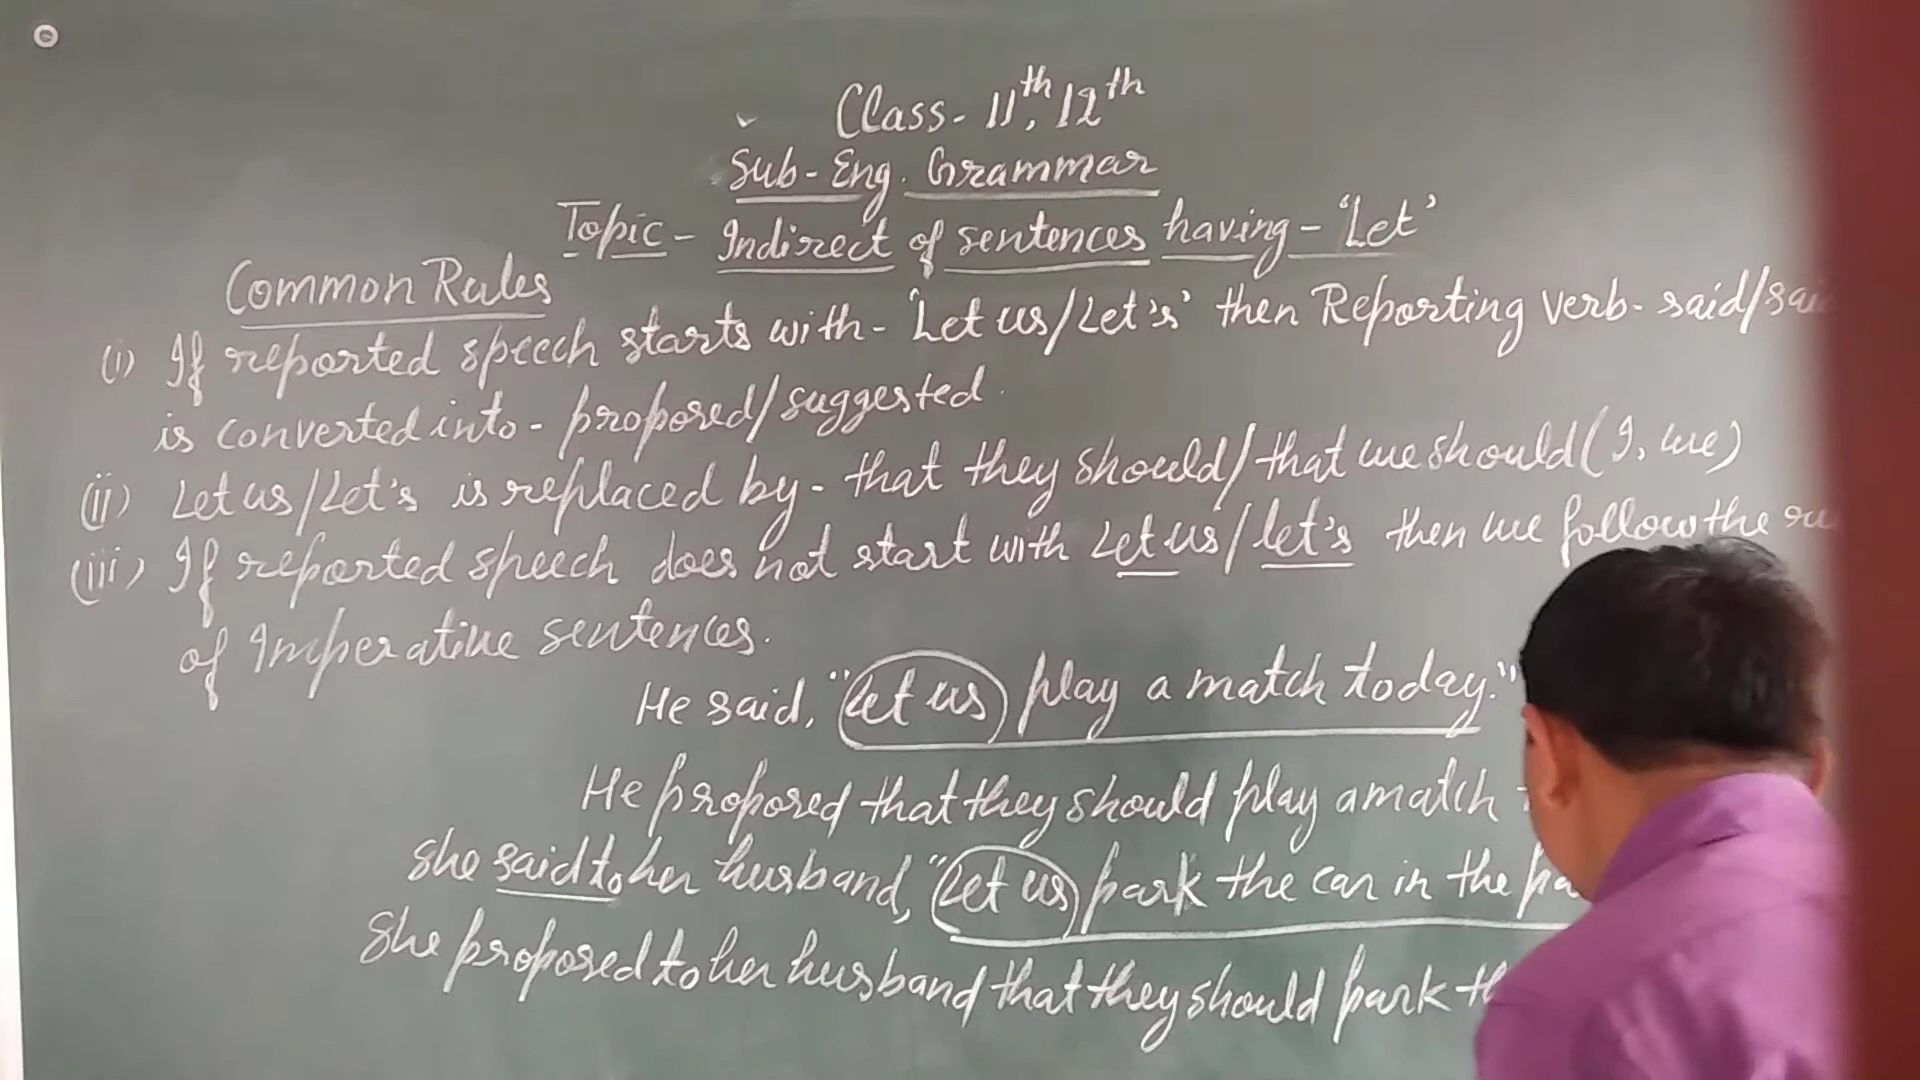 Class- 11th, 12th
Sub- Eng. Grammar
Topic- Indirect of sentences having- 'Let'
Common Rules
(i) If reported speech starts with- 'Let us/Let's' then Reporting verb- said/
is converted into- proposed/suggested.
(ii) Let us/Let's is replaced by- that they should/that we should (I, we)
(iii) If reported speech does not start with Let us/let's then we follow the
of Imperative sentences.
He said, "Let us play a match today."
He proposed that they should play a match
She said to her husband, "Let us park the car in the
She proposed to her husband that they should park